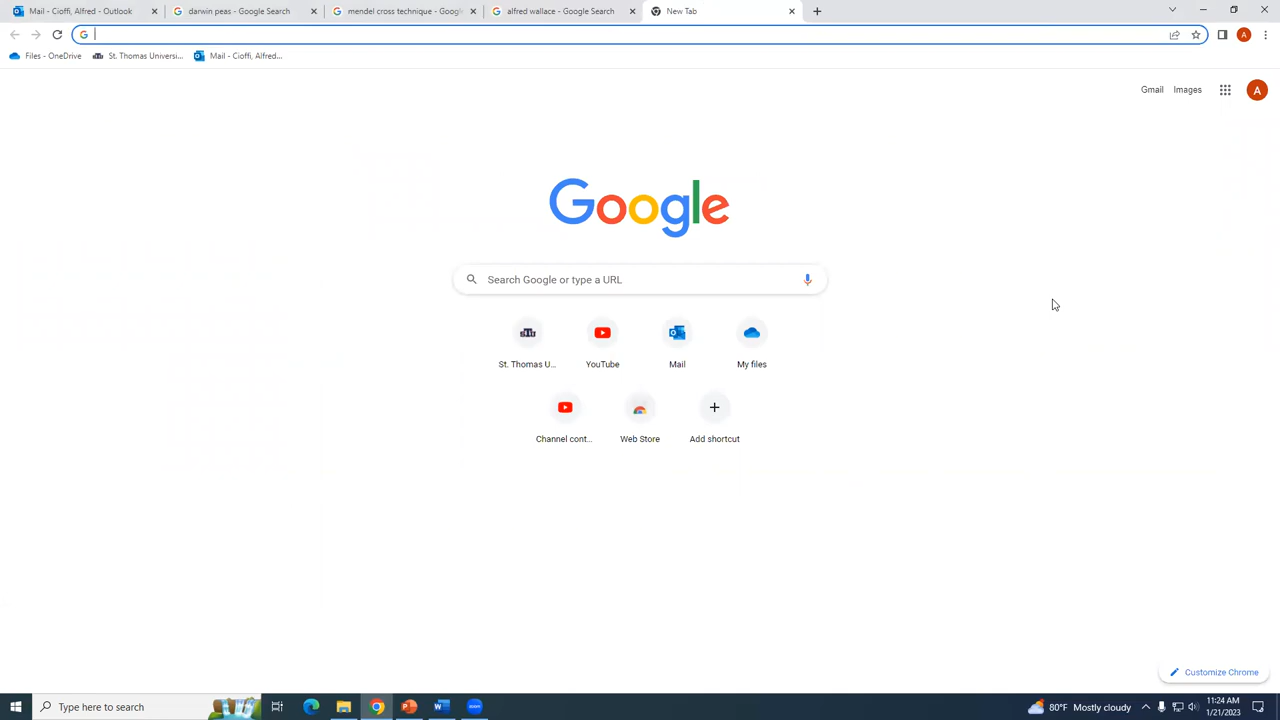 Mail - Cioffi, Alfred - Outlook
darwin peas - Google Search
mendel cross technique - Googl
alfred wallace - Google Search
New Tab
Files - OneDrive
St. Thomas Universi...
Mail - Cioffi, Alfred...
A
Gmail
Images
A
Google
Search Google or type a URL
STU
St. Thomas U...
YouTube
Mail
My files
Channel cont...
Web Store
Add shortcut
Customize Chrome
Type here to search
80°F Mostly cloudy
11:24 AM
1/21/2023